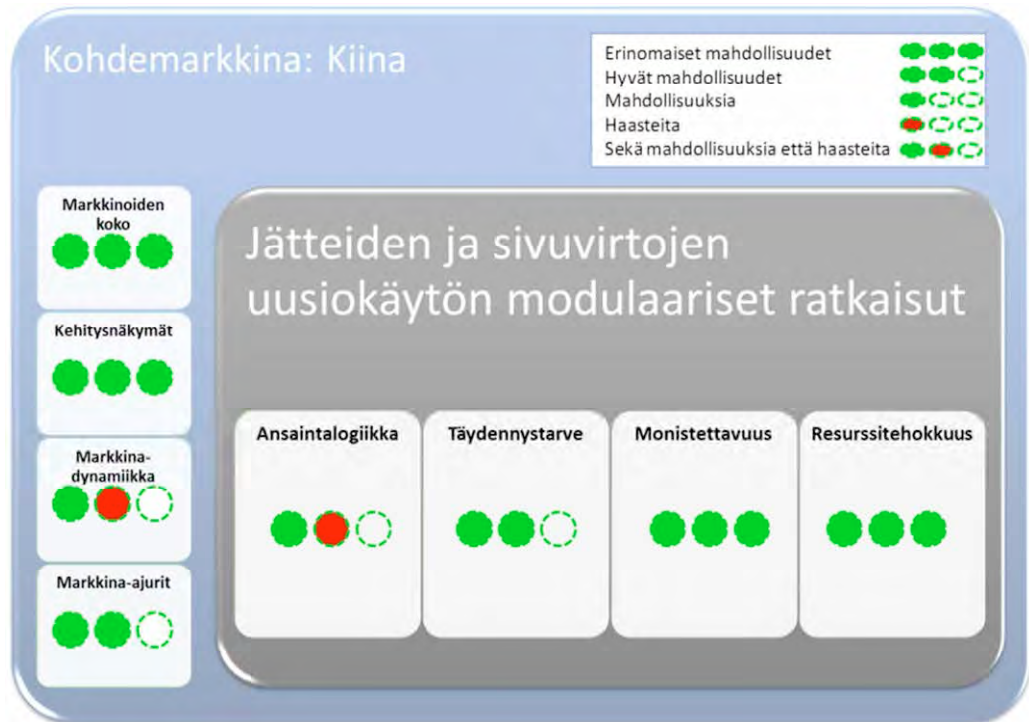 Kohdemarkkina: Kiina
Erinomaiset mahdollisuudet
Hyvät mahdollisuudet
Mahdollisuuksia
Haasteita
Sekä mahdollisuuksia että haasteita
Markkinoiden
koko
Kehitysnäkymät
Markkina-
dynamiikka
Markkina-ajurit
Jätteiden ja sivuvirtojen
uusiokäytön modulaariset ratkaisut
Ansaintalogiikka
Täydennystarve
Monistettavuus
Resurssitehokkuus